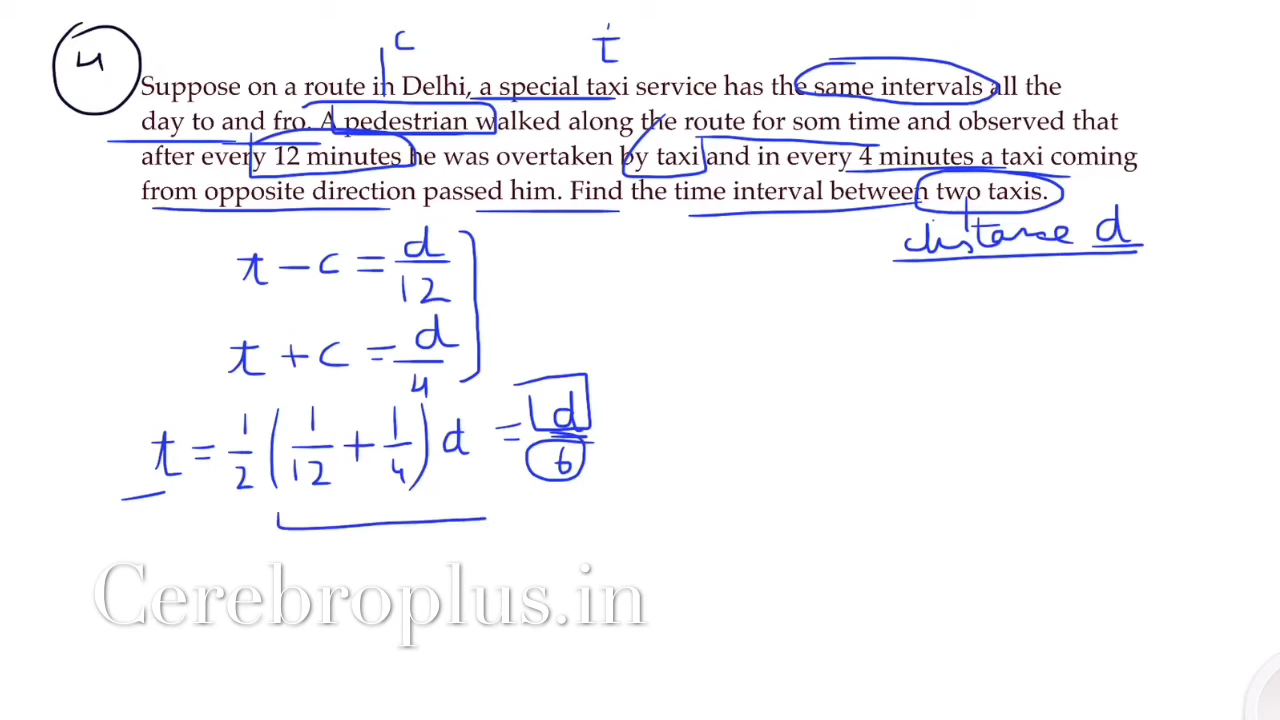 4
c t
Suppose on a route in Delhi, a special taxi service has the same intervals all the
day to and fro. A pedestrian walked along the route for som time and observed that
after every 12 minutes he was overtaken by taxi and in every 4 minutes a taxi coming
from opposite direction passed him. Find the time interval between two taxis.
distance d
t - c = d/12
t + c = d/4
t = 1/2 (1/12 + 1/4) d = d/6
Cerebroplus.in